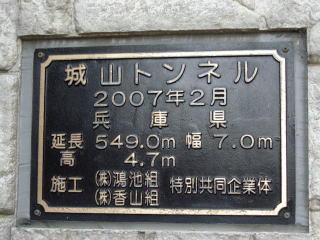 城山トンネル
2007年2月
兵庫県
延長 549.0m 幅 7.0m
高 4.7m
施工 ㈱鴻池組 特別共同企業体
㈱香山組